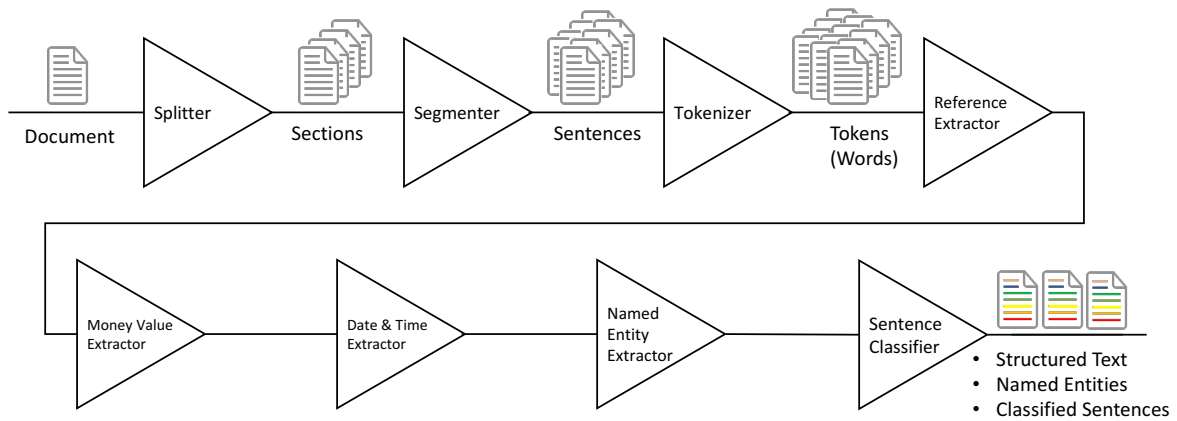 Document
Splitter
Sections
Segmenter
Sentences
Tokenizer
Tokens
(Words)
Reference
Extractor
Money Value
Extractor
Date & Time
Extractor
Named
Entity
Extractor
Sentence
Classifier
• Structured Text
• Named Entities
• Classified Sentences